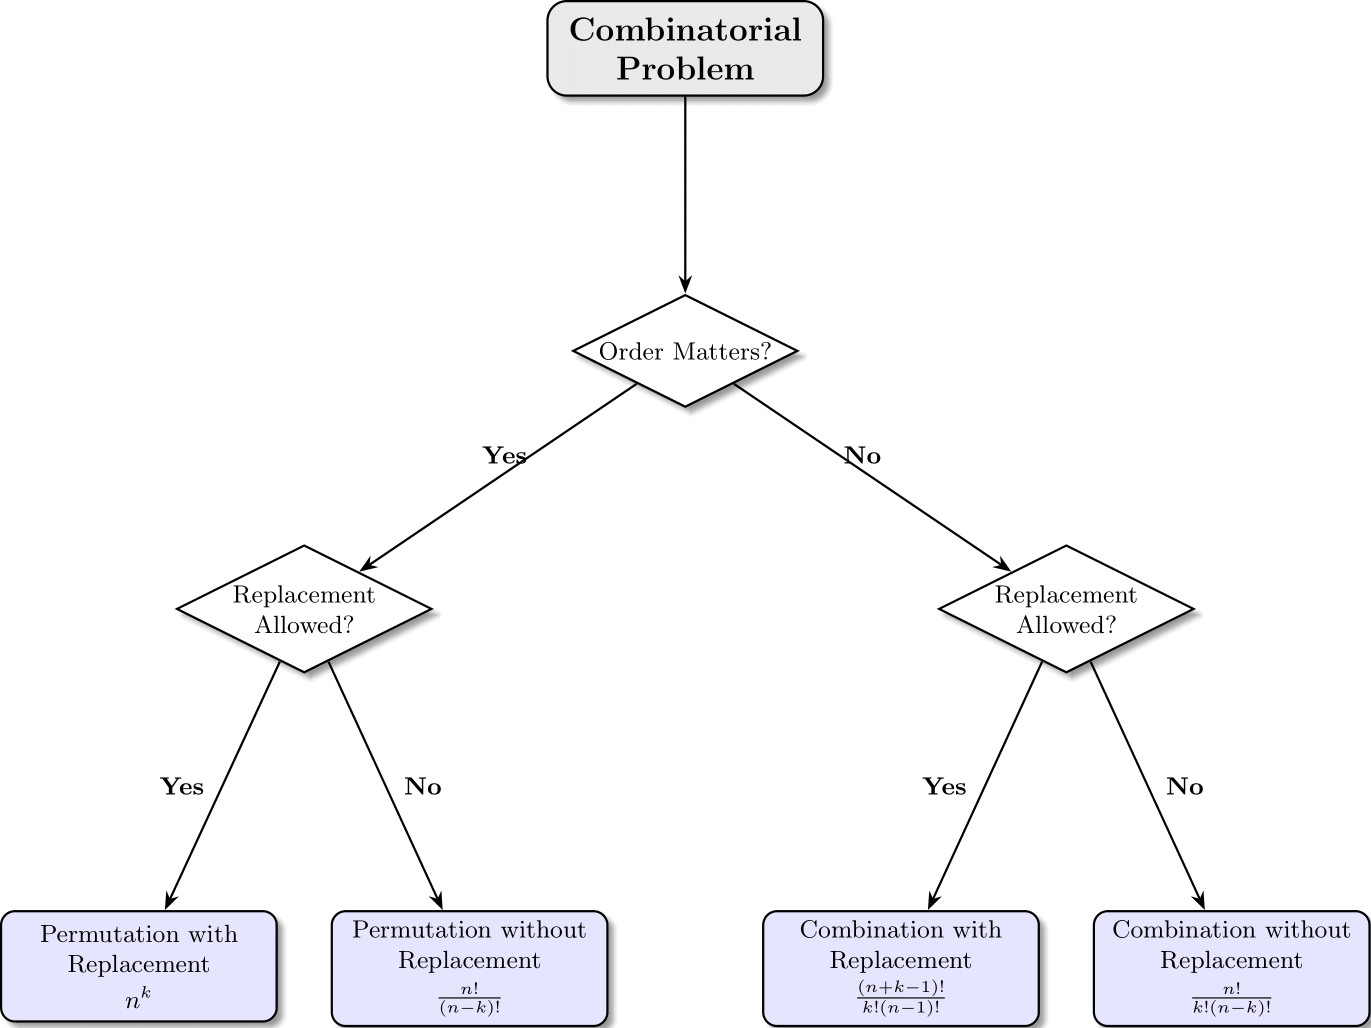 Combinatorial
Problem
Order Matters?
Yes
No
Replacement
Allowed?
Replacement
Allowed?
Yes
No
Yes
No
Permutation with
Replacement
n^k
Permutation without
Replacement
\frac{n!}{(n-k)!}
Combination with
Replacement
\frac{(n+k-1)!}{k!(n-1)!}
Combination without
Replacement
\frac{n!}{k!(n-k)!}